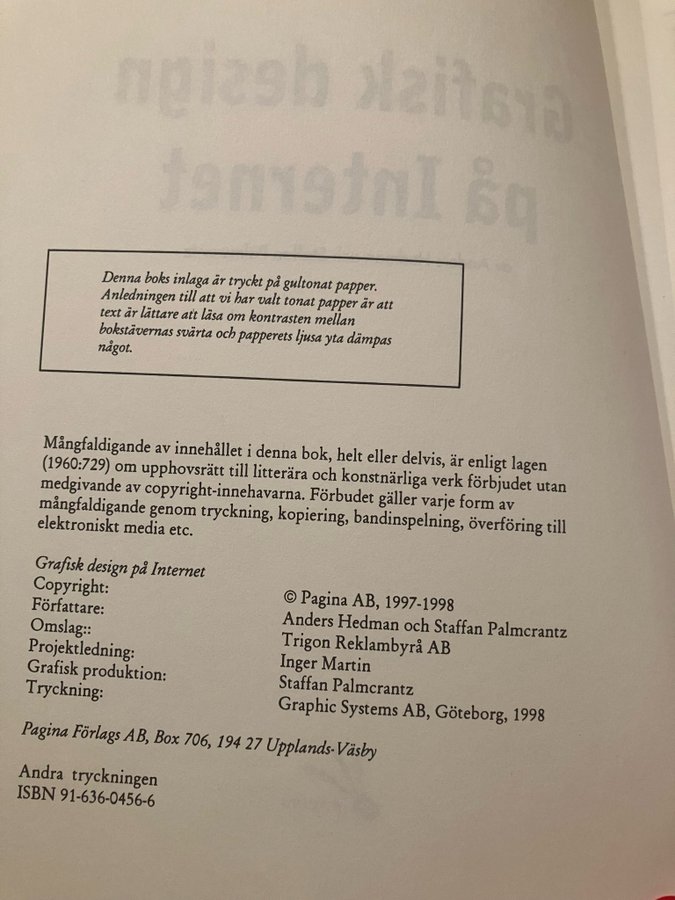 Grafisk design
på Internet
Denna boks inlaga är tryckt på gultonat papper.
Anledningen till att vi har valt tonat papper är att
text är lättare att läsa om kontrasten mellan
bokstävernas svärta och papperets ljusa yta dämpas
något.
Mångfaldigande av innehållet i denna bok, helt eller delvis, är enligt lagen
(1960:729) om upphovsrätt till litterära och konstnärliga verk förbjudet utan
medgivande av copyright-innehavarna. Förbudet gäller varje form av
mångfaldigande genom tryckning, kopiering, bandinspelning, överföring till
elektroniskt media etc.
Grafisk design på Internet
Copyright: © Pagina AB, 1997-1998
Författare: Anders Hedman och Staffan Palmcrantz
Omslag:: Trigon Reklambyrå AB
Projektledning: Inger Martin
Grafisk produktion: Staffan Palmcrantz
Tryckning: Graphic Systems AB, Göteborg, 1998
Pagina Förlags AB, Box 706, 194 27 Upplands-Väsby
Andra tryckningen
ISBN 91-636-0456-6